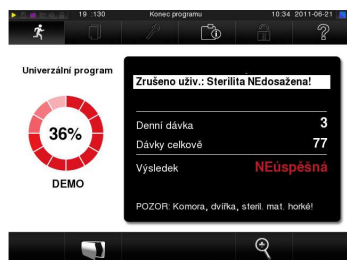 19 :130 Konec programu 10:34 2011-06-21
Univerzální program
Zrušeno uživ.: Sterilita NEdosažena!
36%
Denní dávka 3
Dávky celkově 77
Výsledek NEúspěšná
DEMO
POZOR: Komora, dvířka, steril. mat. horké!